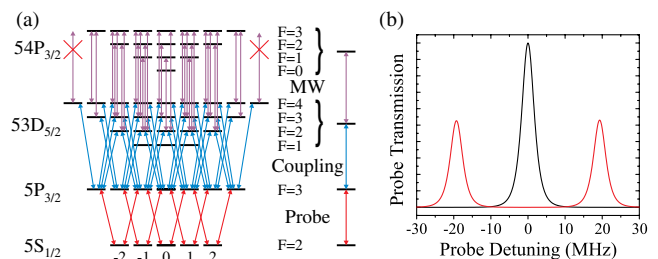 (a)
54P3/2
F=3
F=2
F=1
F=0
MW
53D5/2
F=4
F=3
F=2
F=1
Coupling
5P3/2
F=3
Probe
5S1/2
-2 -1 0 1 2
F=2
(b)
Probe Transmission
-30 -20 -10 0 10 20 30
Probe Detuning (MHz)